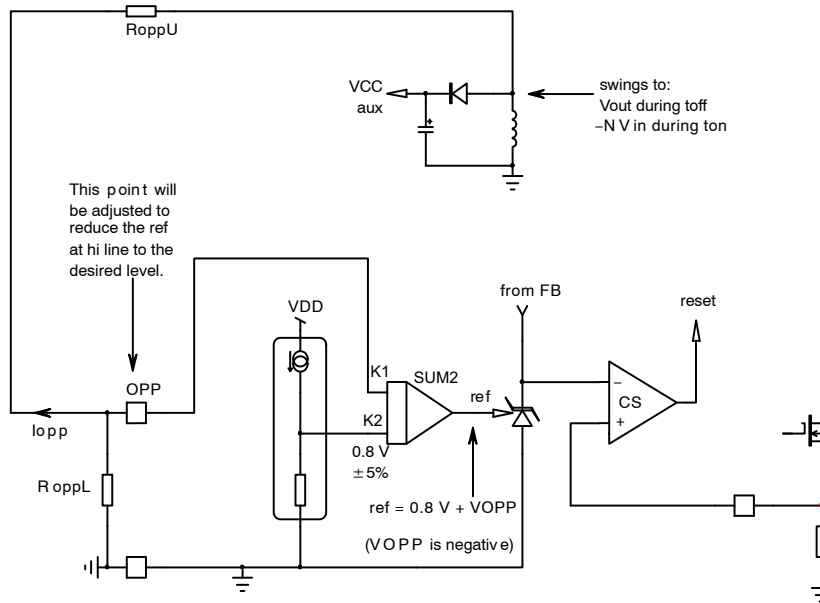 RoppU
VCC
aux
swings to:
Vout during toff
–N V in during ton
This point will
be adjusted to
reduce the ref
at hi line to the
desired level.
from FB
reset
VDD
OPP
K1
SUM2
ref
K2
CS
–
+
Iopp
0.8 V
±5%
RoppL
ref = 0.8 V + VOPP
(VOPP is negative)
+